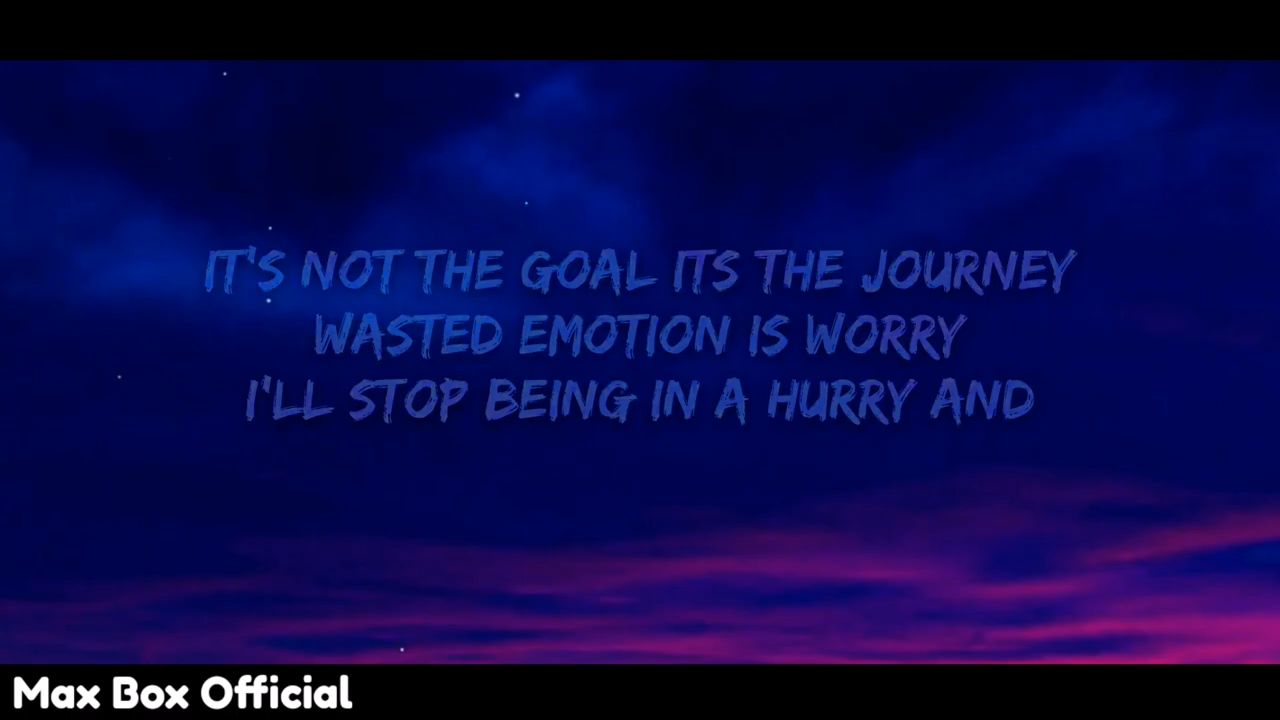 IT'S NOT THE GOAL ITS THE JOURNEY
WASTED EMOTION IS WORRY
I'LL STOP BEING IN A HURRY AND
Max Box Official